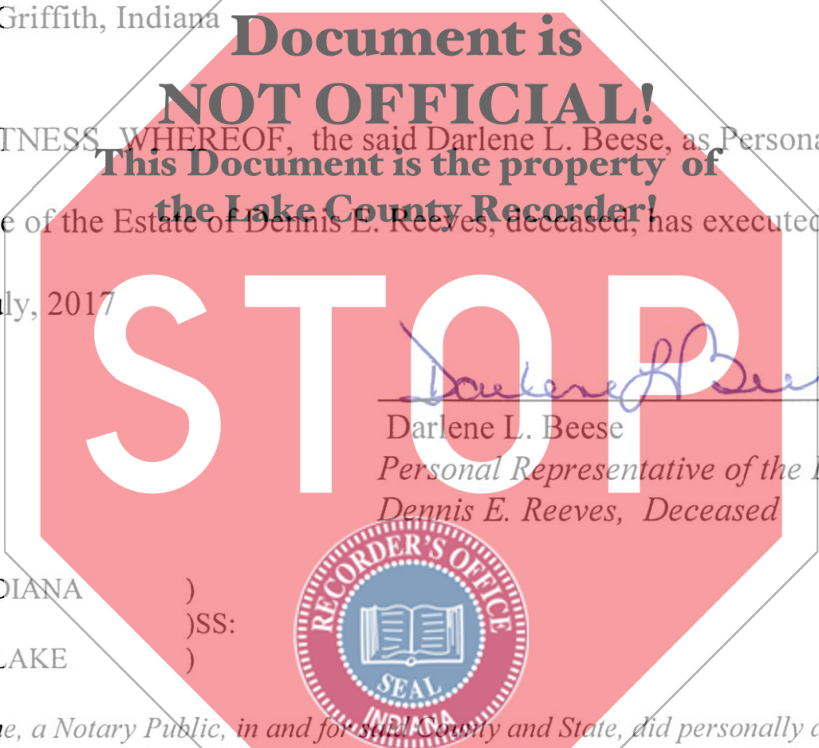 Griffith, Indiana
Document is
NOT OFFICIAL!
TNESS WHEREOF, the said Darlene L. Beese, as Persona
This Document is the property of
the Lake County Recorder!
e of the Estate of Dennis E. Reeves, deceased, has executed
ly, 2017
STOP
Darlene L Bee
Darlene L. Beese
Personal Representative of the
Dennis E. Reeves, Deceased
RECORDER'S OFFICE
SEAL
INDIANA
DIANA )
)SS:
LAKE )
e, a Notary Public, in and for said County and State, did personally a